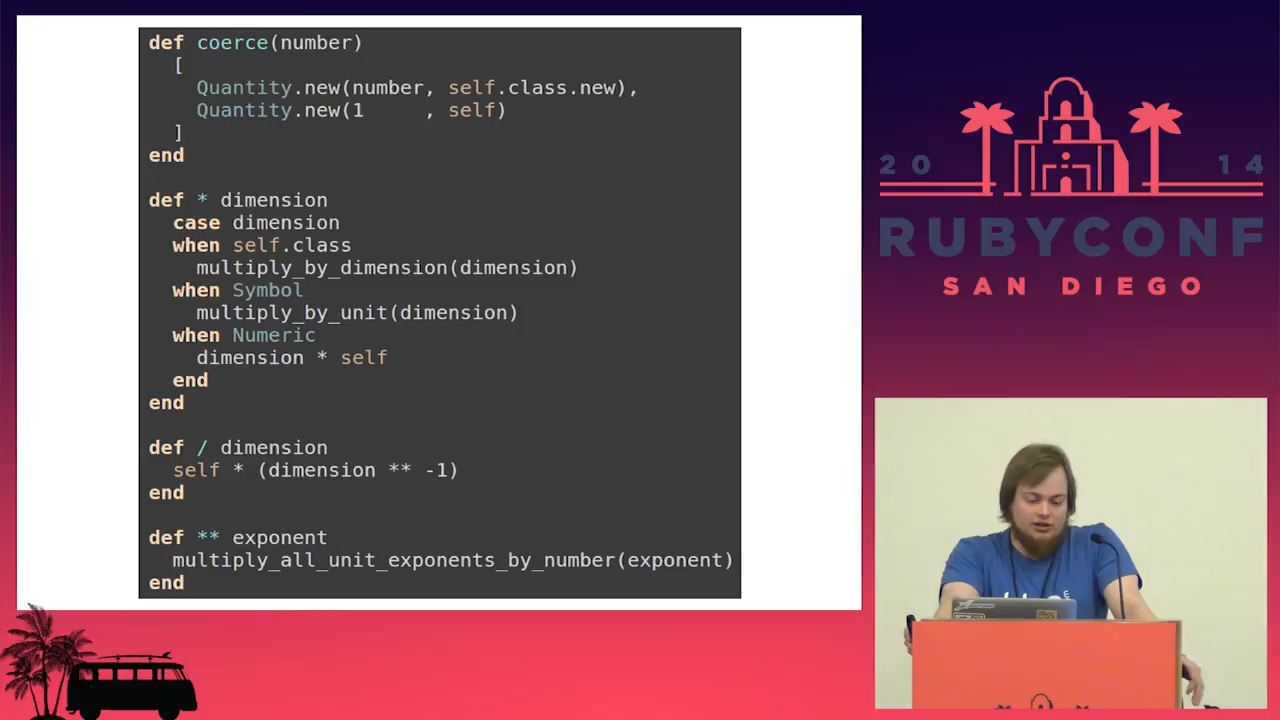 def coerce(number)
  [
    Quantity.new(number, self.class.new),
    Quantity.new(1     , self)
  ]
end

def * dimension
  case dimension
  when self.class
    multiply_by_dimension(dimension)
  when Symbol
    multiply_by_unit(dimension)
  when Numeric
    dimension * self
  end
end

def / dimension
  self * (dimension ** -1)
end

def ** exponent
  multiply_all_unit_exponents_by_number(exponent)
end
20 14
RUBYCONF
SAN DIEGO